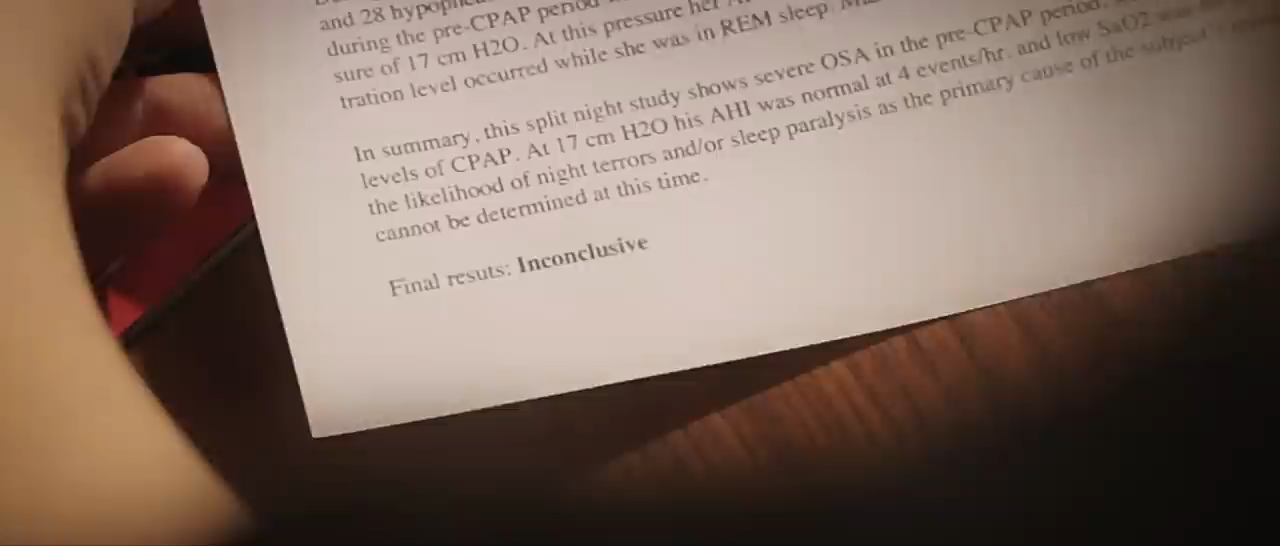 and 28
during the pre-CPAP period
sure of 17 cm H2O. At this pressure her
tration level occurred while she was in REM sleep.
In summary, this split night study shows severe OSA in the pre-CPAP period.
levels of CPAP. At 17 cm H2O his AHI was normal at 4 events/hr. and low SaO2 was
the likelihood of night terrors and/or sleep paralysis as the primary cause of the subject's
cannot be determined at this time.
Final resuts: Inconclusive